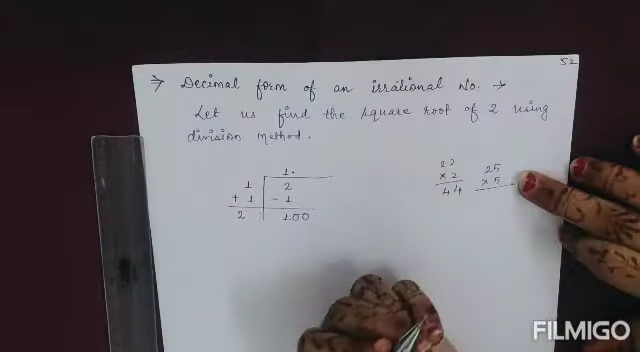 52
⇒ Decimal form of an irrational No. →
Let us find the square root of 2 using
division method.
1.
1 2
+ 1 - 1
2 100
22
× 2
44
25
× 5
FILMIGO